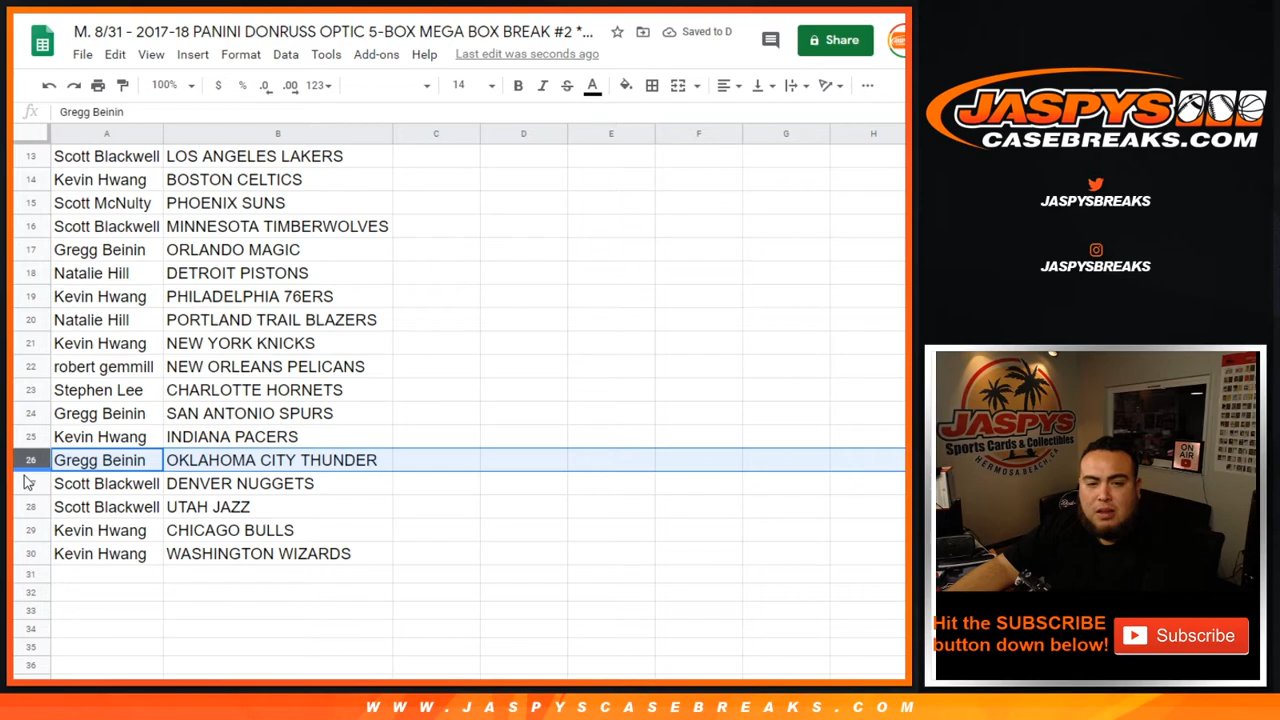 M. 8/31 - 2017-18 PANINI DONRUSS OPTIC 5-BOX MEGA BOX BREAK #2 *...
Saved to D
Share
File Edit View Insert Format Data Tools Add-ons Help Last edit was seconds ago
100% $ % .0 .00 123 14 B I S A
fx Gregg Beinin
A B C D E F G H
13 Scott Blackwell LOS ANGELES LAKERS
14 Kevin Hwang BOSTON CELTICS
15 Scott McNulty PHOENIX SUNS
16 Scott Blackwell MINNESOTA TIMBERWOLVES
17 Gregg Beinin ORLANDO MAGIC
18 Natalie Hill DETROIT PISTONS
19 Kevin Hwang PHILADELPHIA 76ERS
20 Natalie Hill PORTLAND TRAIL BLAZERS
21 Kevin Hwang NEW YORK KNICKS
22 robert gemmill NEW ORLEANS PELICANS
23 Stephen Lee CHARLOTTE HORNETS
24 Gregg Beinin SAN ANTONIO SPURS
25 Kevin Hwang INDIANA PACERS
26 Gregg Beinin OKLAHOMA CITY THUNDER
Scott Blackwell DENVER NUGGETS
28 Scott Blackwell UTAH JAZZ
29 Kevin Hwang CHICAGO BULLS
30 Kevin Hwang WASHINGTON WIZARDS
31
32
33
34
35
36
JASPYS
CASEBREAKS.COM
JASPYSBREAKS
JASPYSBREAKS
JASPYS
Sports Cards & Collectibles
HERMOSA BEACH, CA
ON
AIR
Hit the SUBSCRIBE
button down below!
Subscribe
WWW.JASPYSCASEBREAKS.COM